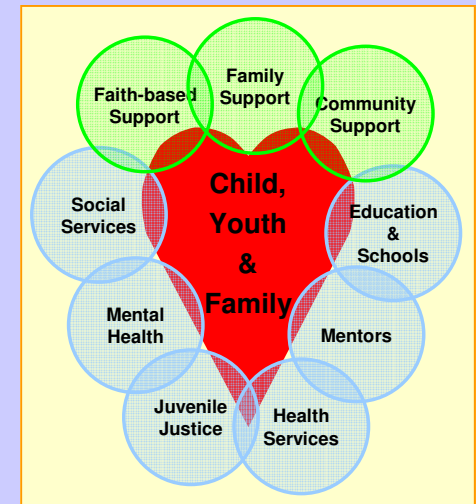 Family
Support
Faith-based
Support
Community
Support
Child,
Youth
&
Family
Social
Services
Education
&
Schools
Mental
Health
Mentors
Juvenile
Justice
Health
Services